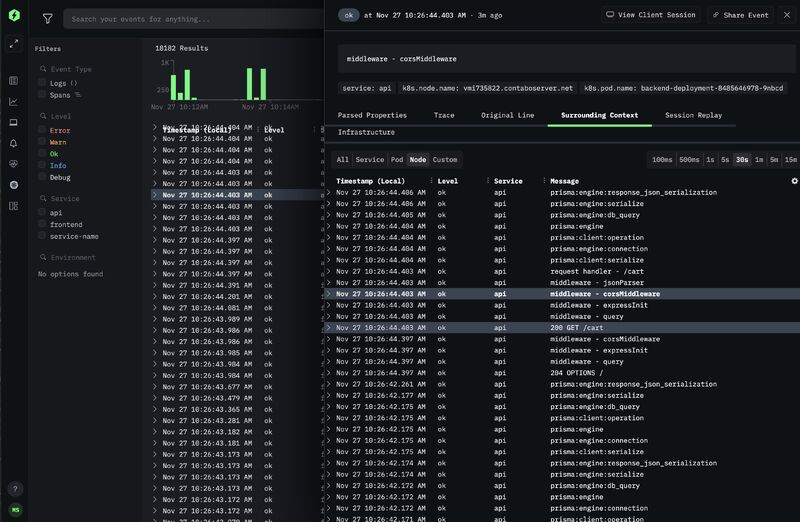 ok at Nov 27 10:26:44.403 AM · 3m ago
View Client Session
Share Event
Search your events for anything...
Filters
18182 Results
1K
250
Nov 27 10:12AM Nov 27 10:14AM
Event Type
Logs ()
Spans
Level
Error
Warn
Ok
Info
Debug
Service
api
frontend
service-name
Environment
No options found
?
MS
Timestamp (Local) Level
Nov 27 10:26:44.404 AM ok
Nov 27 10:26:44.404 AM ok
Nov 27 10:26:44.404 AM ok
Nov 27 10:26:44.404 AM ok
Nov 27 10:26:44.403 AM ok
Nov 27 10:26:44.403 AM ok
Nov 27 10:26:44.403 AM ok
Nov 27 10:26:44.403 AM ok
Nov 27 10:26:44.403 AM ok
Nov 27 10:26:44.403 AM ok
Nov 27 10:26:44.397 AM ok
Nov 27 10:26:44.397 AM ok
Nov 27 10:26:44.397 AM ok
Nov 27 10:26:44.397 AM ok
Nov 27 10:26:44.391 AM ok
Nov 27 10:26:44.201 AM ok
Nov 27 10:26:44.081 AM ok
Nov 27 10:26:43.989 AM ok
Nov 27 10:26:43.986 AM ok
Nov 27 10:26:43.986 AM ok
Nov 27 10:26:43.985 AM ok
Nov 27 10:26:43.984 AM ok
Nov 27 10:26:43.984 AM ok
Nov 27 10:26:43.677 AM ok
Nov 27 10:26:43.479 AM ok
Nov 27 10:26:43.365 AM ok
Nov 27 10:26:43.281 AM ok
Nov 27 10:26:43.182 AM ok
Nov 27 10:26:43.181 AM ok
Nov 27 10:26:43.173 AM ok
Nov 27 10:26:43.173 AM ok
Nov 27 10:26:43.173 AM ok
Nov 27 10:26:43.172 AM ok
Nov 27 10:26:43.172 AM ok
middleware - corsMiddleware
service: api k8s.node.name: vmi735822.contaboserver.net k8s.pod.name: backend-deployment-8485646978-9nbcd
Parsed Properties Trace Original Line Surrounding Context Session Replay
Infrastructure
All Service Pod Node Custom
100ms 500ms 1s 5s 30s 1m 5m 15m
Timestamp (Local) Level Service Message
Nov 27 10:26:44.406 AM ok api prisma:engine:response_json_serialization
Nov 27 10:26:44.406 AM ok api prisma:engine:serialize
Nov 27 10:26:44.405 AM ok api prisma:engine:db_query
Nov 27 10:26:44.404 AM ok api prisma:engine
Nov 27 10:26:44.404 AM ok api prisma:client:operation
Nov 27 10:26:44.404 AM ok api prisma:engine:connection
Nov 27 10:26:44.404 AM ok api prisma:client:serialize
Nov 27 10:26:44.403 AM ok api request handler - /cart
Nov 27 10:26:44.403 AM ok api middleware - jsonParser
Nov 27 10:26:44.403 AM ok api middleware - corsMiddleware
Nov 27 10:26:44.403 AM ok api middleware - expressInit
Nov 27 10:26:44.403 AM ok api middleware - query
Nov 27 10:26:44.403 AM ok api 200 GET /cart
Nov 27 10:26:44.397 AM ok api middleware - corsMiddleware
Nov 27 10:26:44.397 AM ok api middleware - expressInit
Nov 27 10:26:44.397 AM ok api middleware - query
Nov 27 10:26:44.397 AM ok api 204 OPTIONS /
Nov 27 10:26:42.261 AM ok api prisma:engine:response_json_serialization
Nov 27 10:26:42.177 AM ok api prisma:engine:serialize
Nov 27 10:26:42.175 AM ok api prisma:engine:db_query
Nov 27 10:26:42.175 AM ok api prisma:client:operation
Nov 27 10:26:42.175 AM ok api prisma:engine
Nov 27 10:26:42.175 AM ok api prisma:engine:connection
Nov 27 10:26:42.175 AM ok api prisma:client:serialize
Nov 27 10:26:42.174 AM ok api prisma:engine:response_json_serialization
Nov 27 10:26:42.174 AM ok api prisma:engine:serialize
Nov 27 10:26:42.172 AM ok api prisma:engine:db_query
Nov 27 10:26:42.172 AM ok api prisma:engine
Nov 27 10:26:42.172 AM ok api prisma:engine:connection
Nov 27 10:26:42.171 AM ok api prisma:client:operation